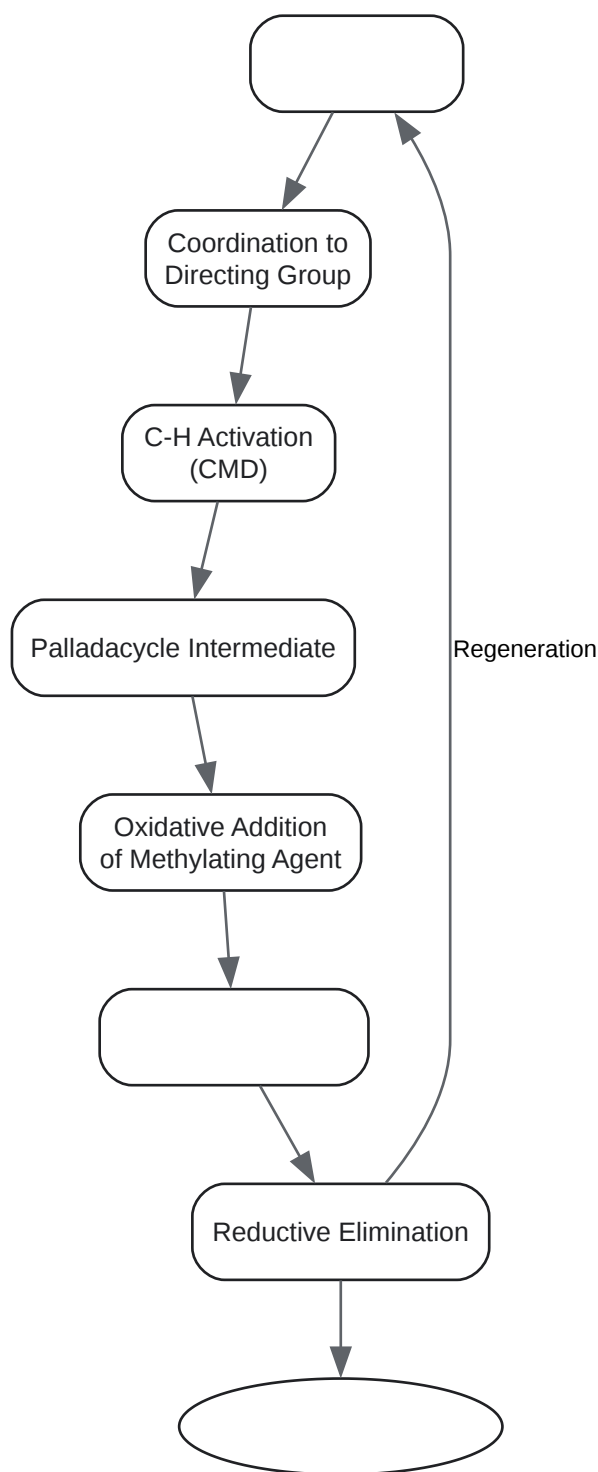 Coordination to
Directing Group
C-H Activation
(CMD)
Palladacycle Intermediate
Regeneration
Oxidative Addition
of Methylating Agent
Reductive Elimination